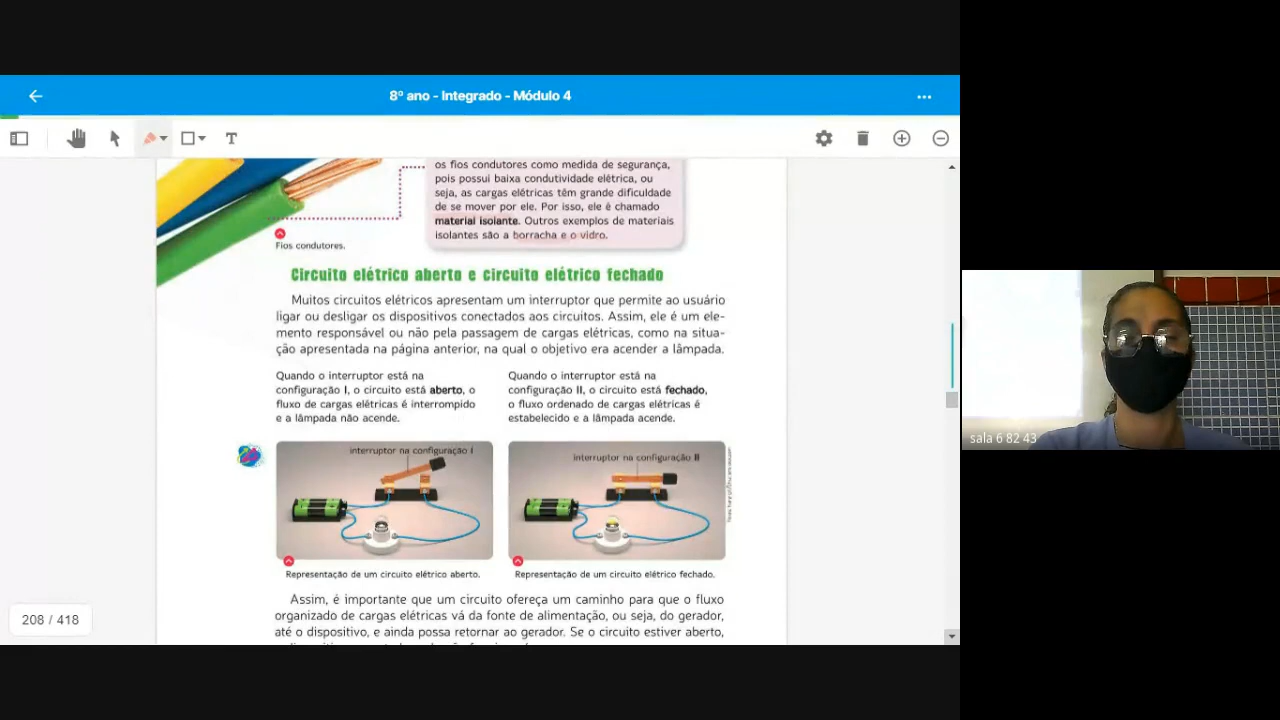 8º ano - Integrado - Módulo 4
T
os fios condutores como medida de segurança,
pois possui baixa condutividade elétrica, ou
seja, as cargas elétricas têm grande dificuldade
de se mover por ele. Por isso, ele é chamado
material isolante. Outros exemplos de materiais
isolantes são a borracha e o vidro.
Fios condutores.
Circuito elétrico aberto e circuito elétrico fechado
Muitos circuitos elétricos apresentam um interruptor que permite ao usuário
ligar ou desligar os dispositivos conectados aos circuitos. Assim, ele é um ele-
mento responsável ou não pela passagem de cargas elétricas, como na situa-
ção apresentada na página anterior, na qual o objetivo era acender a lâmpada.
Quando o interruptor está na
configuração I, o circuito está aberto, o
fluxo de cargas elétricas é interrompido
e a lâmpada não acende.
Quando o interruptor está na
configuração II, o circuito está fechado,
o fluxo ordenado de cargas elétricas é
estabelecido e a lâmpada acende.
interruptor na configuração I
interruptor na configuração II
Representação de um circuito elétrico aberto.
Representação de um circuito elétrico fechado.
Assim, é importante que um circuito ofereça um caminho para que o fluxo
organizado de cargas elétricas vá da fonte de alimentação, ou seja, do gerador,
até o dispositivo, e ainda possa retornar ao gerador. Se o circuito estiver aberto,
208 / 418
sala 6 82 43